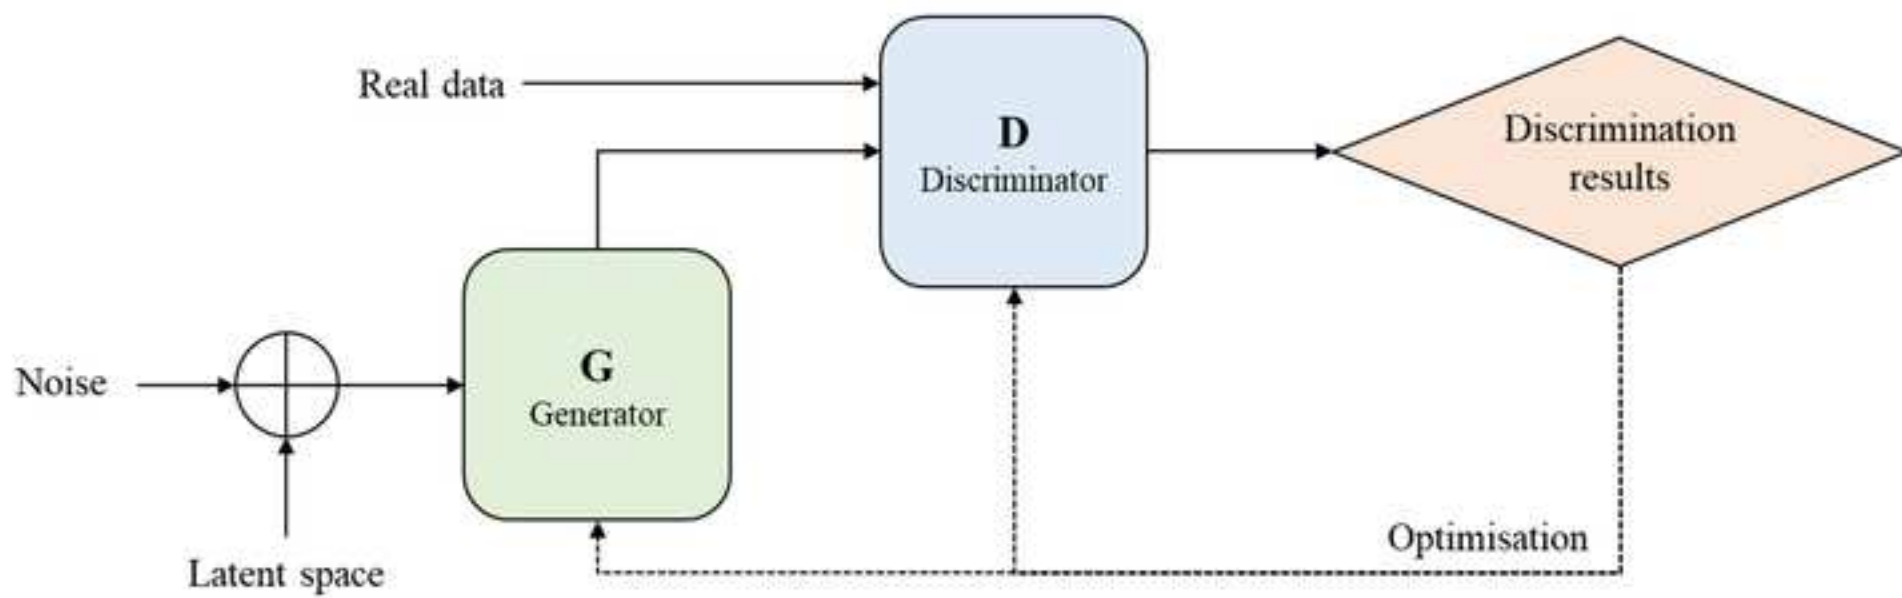 Real data
D
Discriminator
Discrimination
results
G
Generator
Noise
Latent space
Optimisation